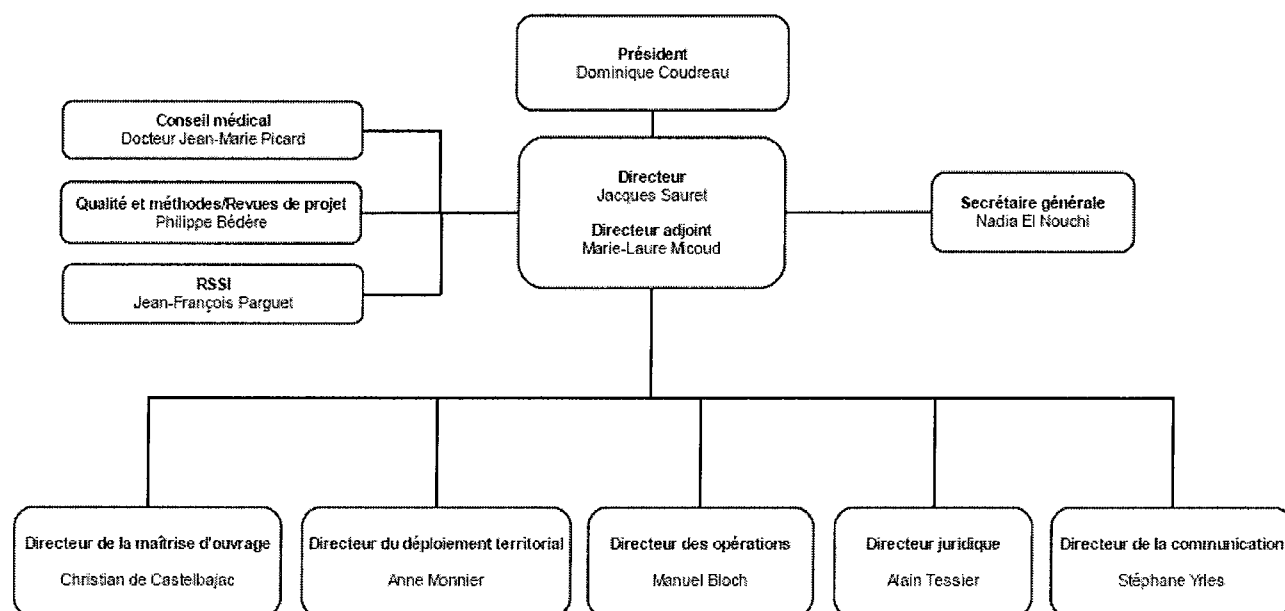 Président
Dominique Coudreau
Conseil médical
Docteur Jean-Marie Picard
Directeur
Jacques Sauret
Directeur adjoint
Marie-Laure Micoud
Qualité et méthodes/Revues de projet
Philippe Bédère
Secrétaire générale
Nadia El Nouchi
RSSI
Jean-François Parguet
Directeur de la maîtrise d'ouvrage
Christian de Castelbajac
Directeur du déploiement territorial
Anne Monnier
Directeur des opérations
Manuel Bloch
Directeur juridique
Alain Tessier
Directeur de la communication
Stéphane Yrles